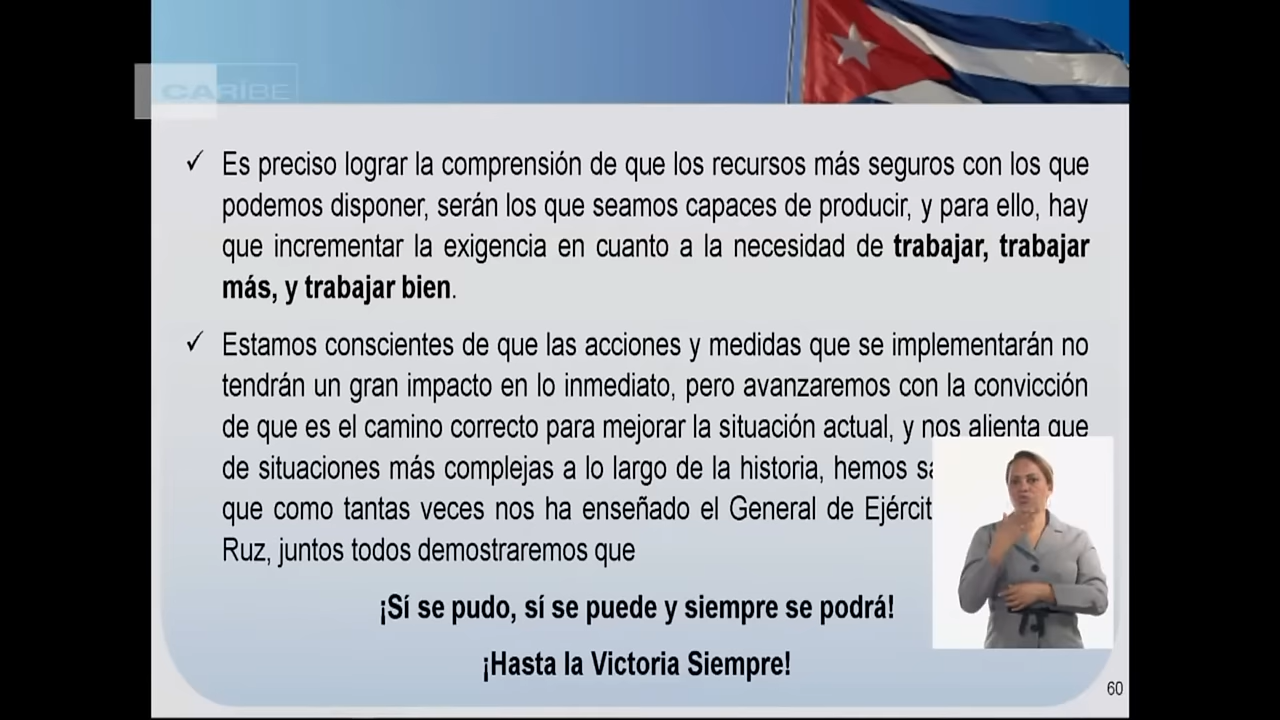 CARIBE
✓ Es preciso lograr la comprensión de que los recursos más seguros con los que
podemos disponer, serán los que seamos capaces de producir, y para ello, hay
que incrementar la exigencia en cuanto a la necesidad de trabajar, trabajar
más, y trabajar bien.
✓ Estamos conscientes de que las acciones y medidas que se implementarán no
tendrán un gran impacto en lo inmediato, pero avanzaremos con la convicción
de que es el camino correcto para mejorar la situación actual, y nos alienta que
de situaciones más complejas a lo largo de la historia, hemos
que como tantas veces nos ha enseñado el General de
Ruz, juntos todos demostraremos que
¡Sí se pudo, sí se puede y siempre se podrá!
¡Hasta la Victoria Siempre!
60